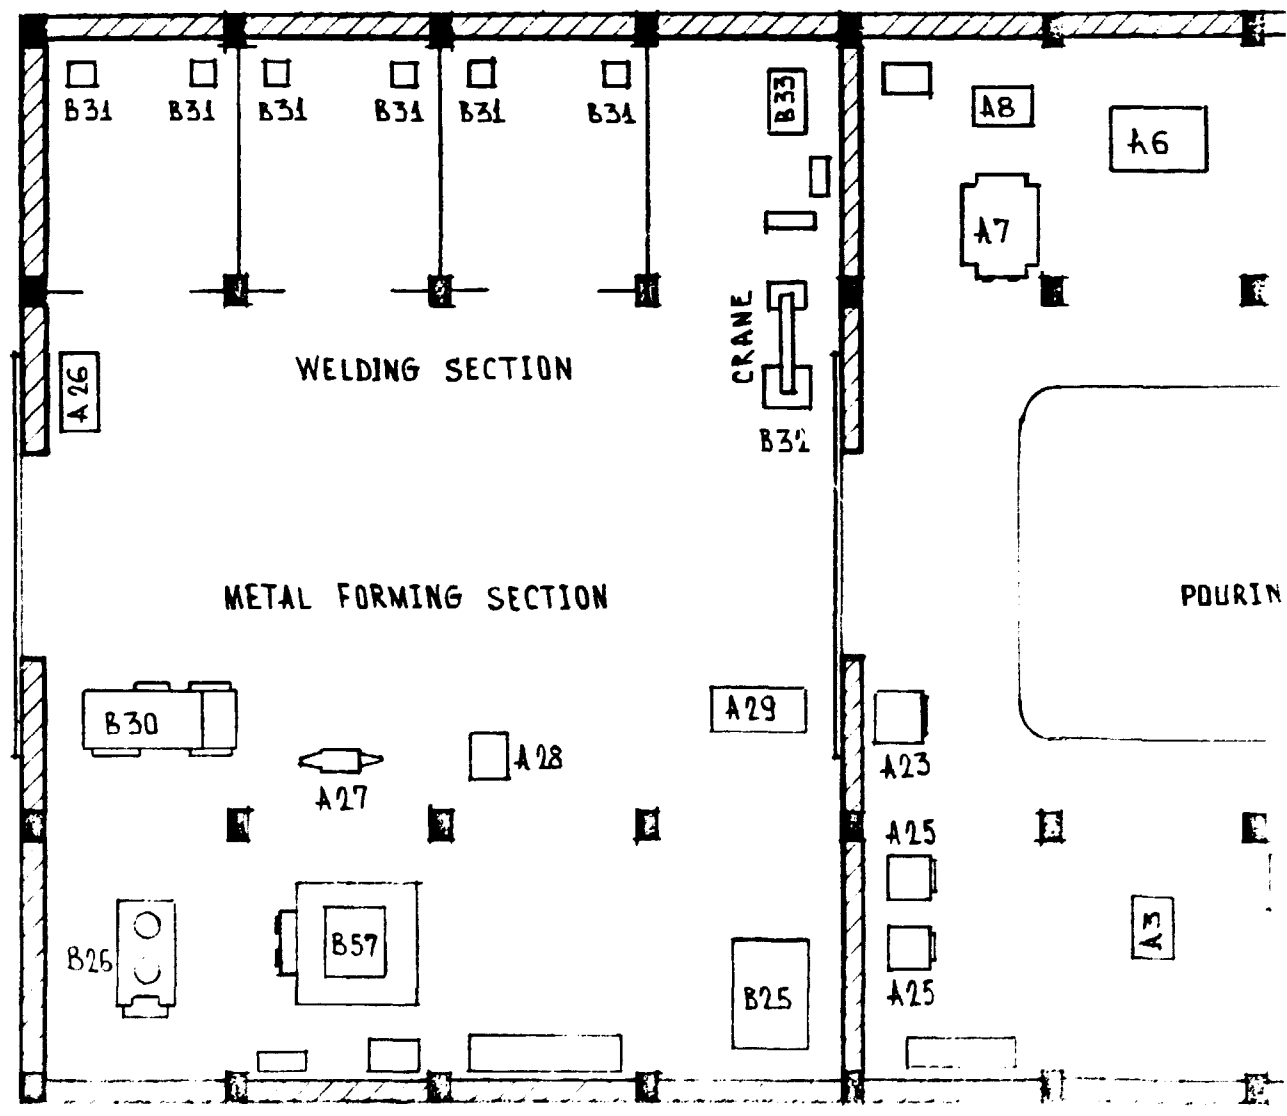 B31 B31 B31 B31 B31 B31
B33
A8
A6
A7
CRANE
WELDING SECTION
A26
B32
METAL FORMING SECTION
POURIN
B30
A29
A28
A27
A23
A25
B26
B57
A3
B25
A25